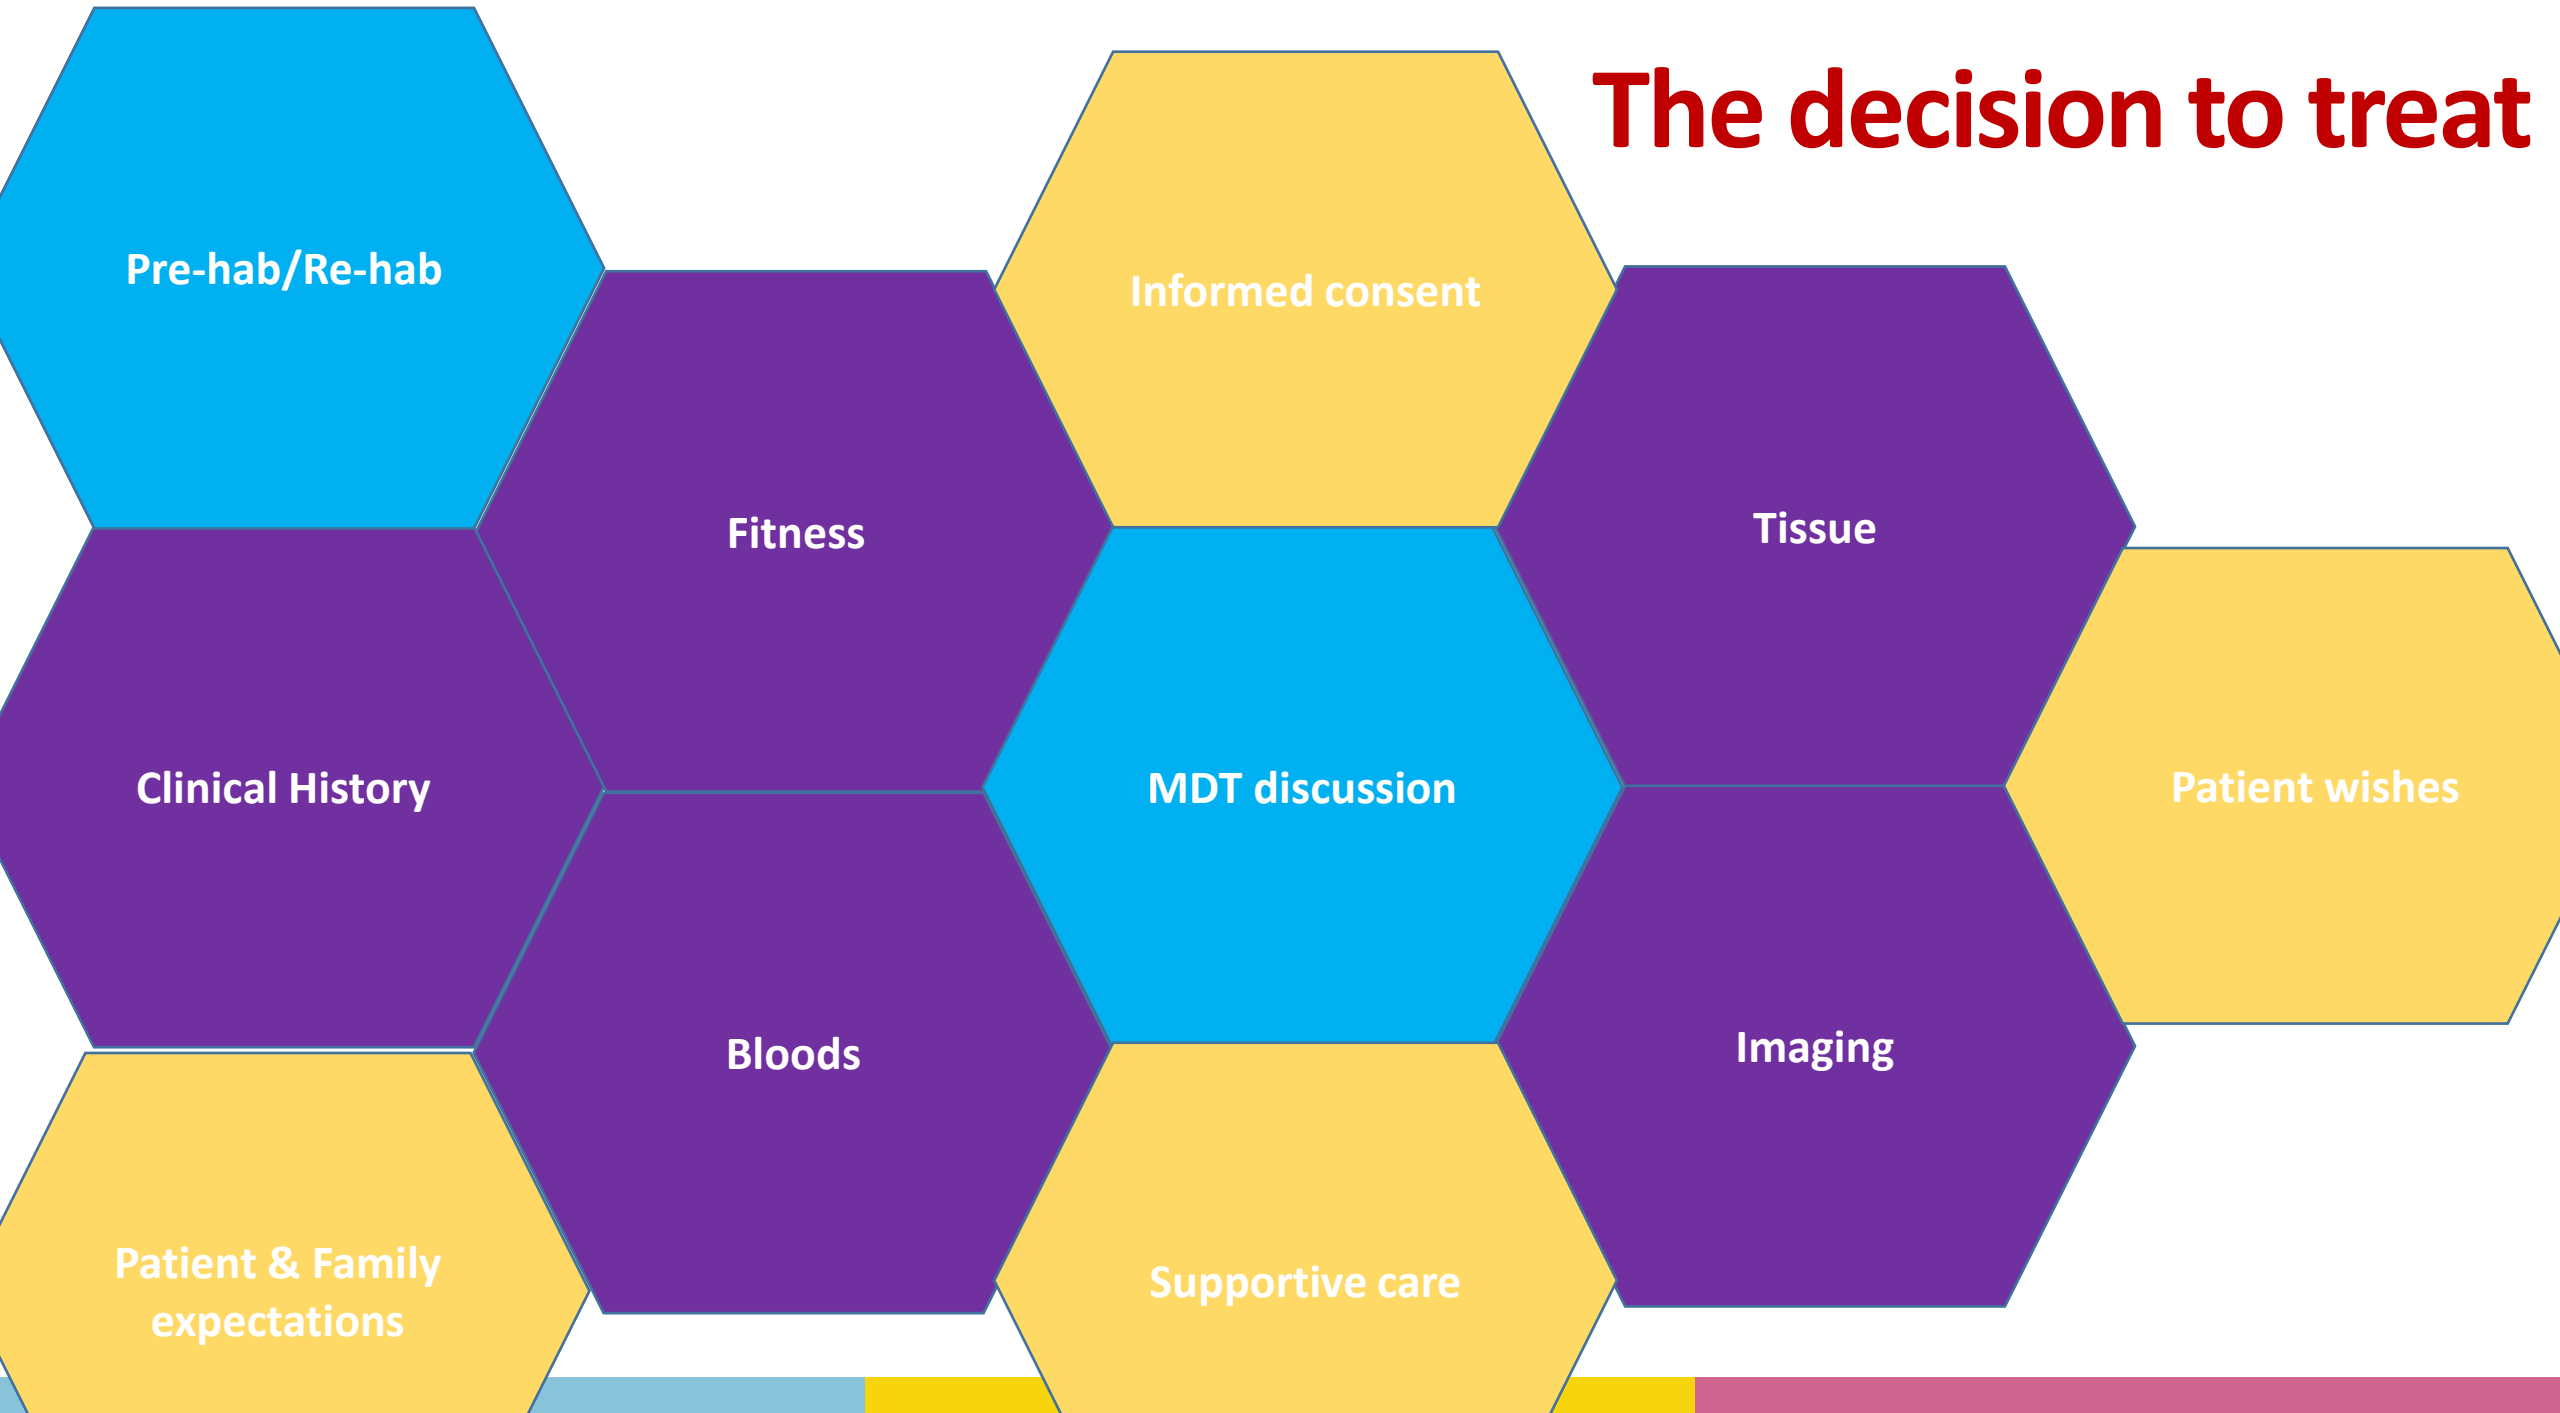 The decision to treat
Pre-hab/Re-hab
Informed consent
Fitness
Tissue
Clinical History
MDT discussion
Patient wishes
Bloods
Imaging
Patient & Family
expectations
Supportive care